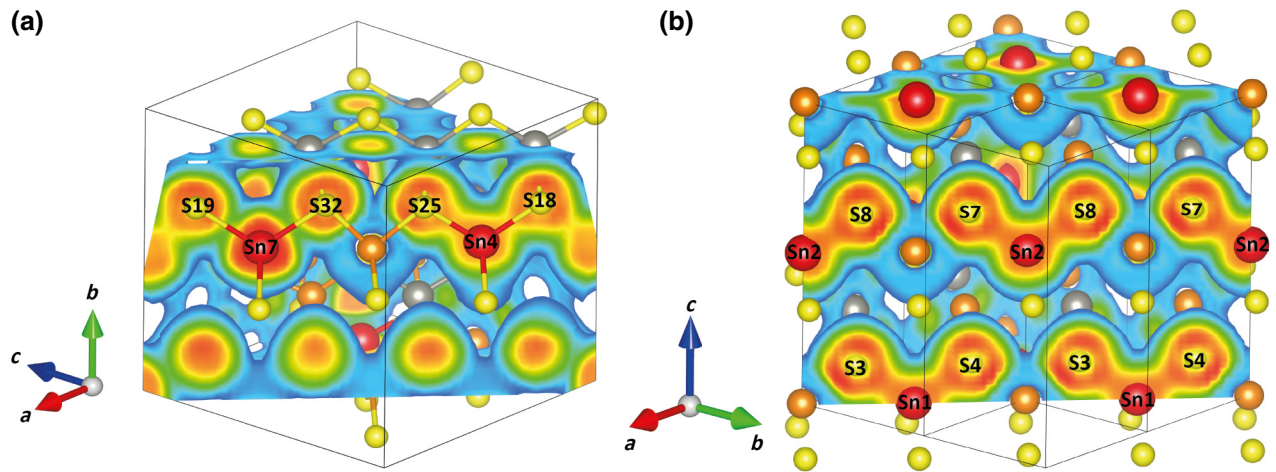 (a)
S19 S32 S25 S18
Sn7 Sn4
b
c
a
(b)
S8 S7 S8 S7
Sn2 Sn2 Sn2
S3 S4 S3 S4
Sn1 Sn1
c
a b